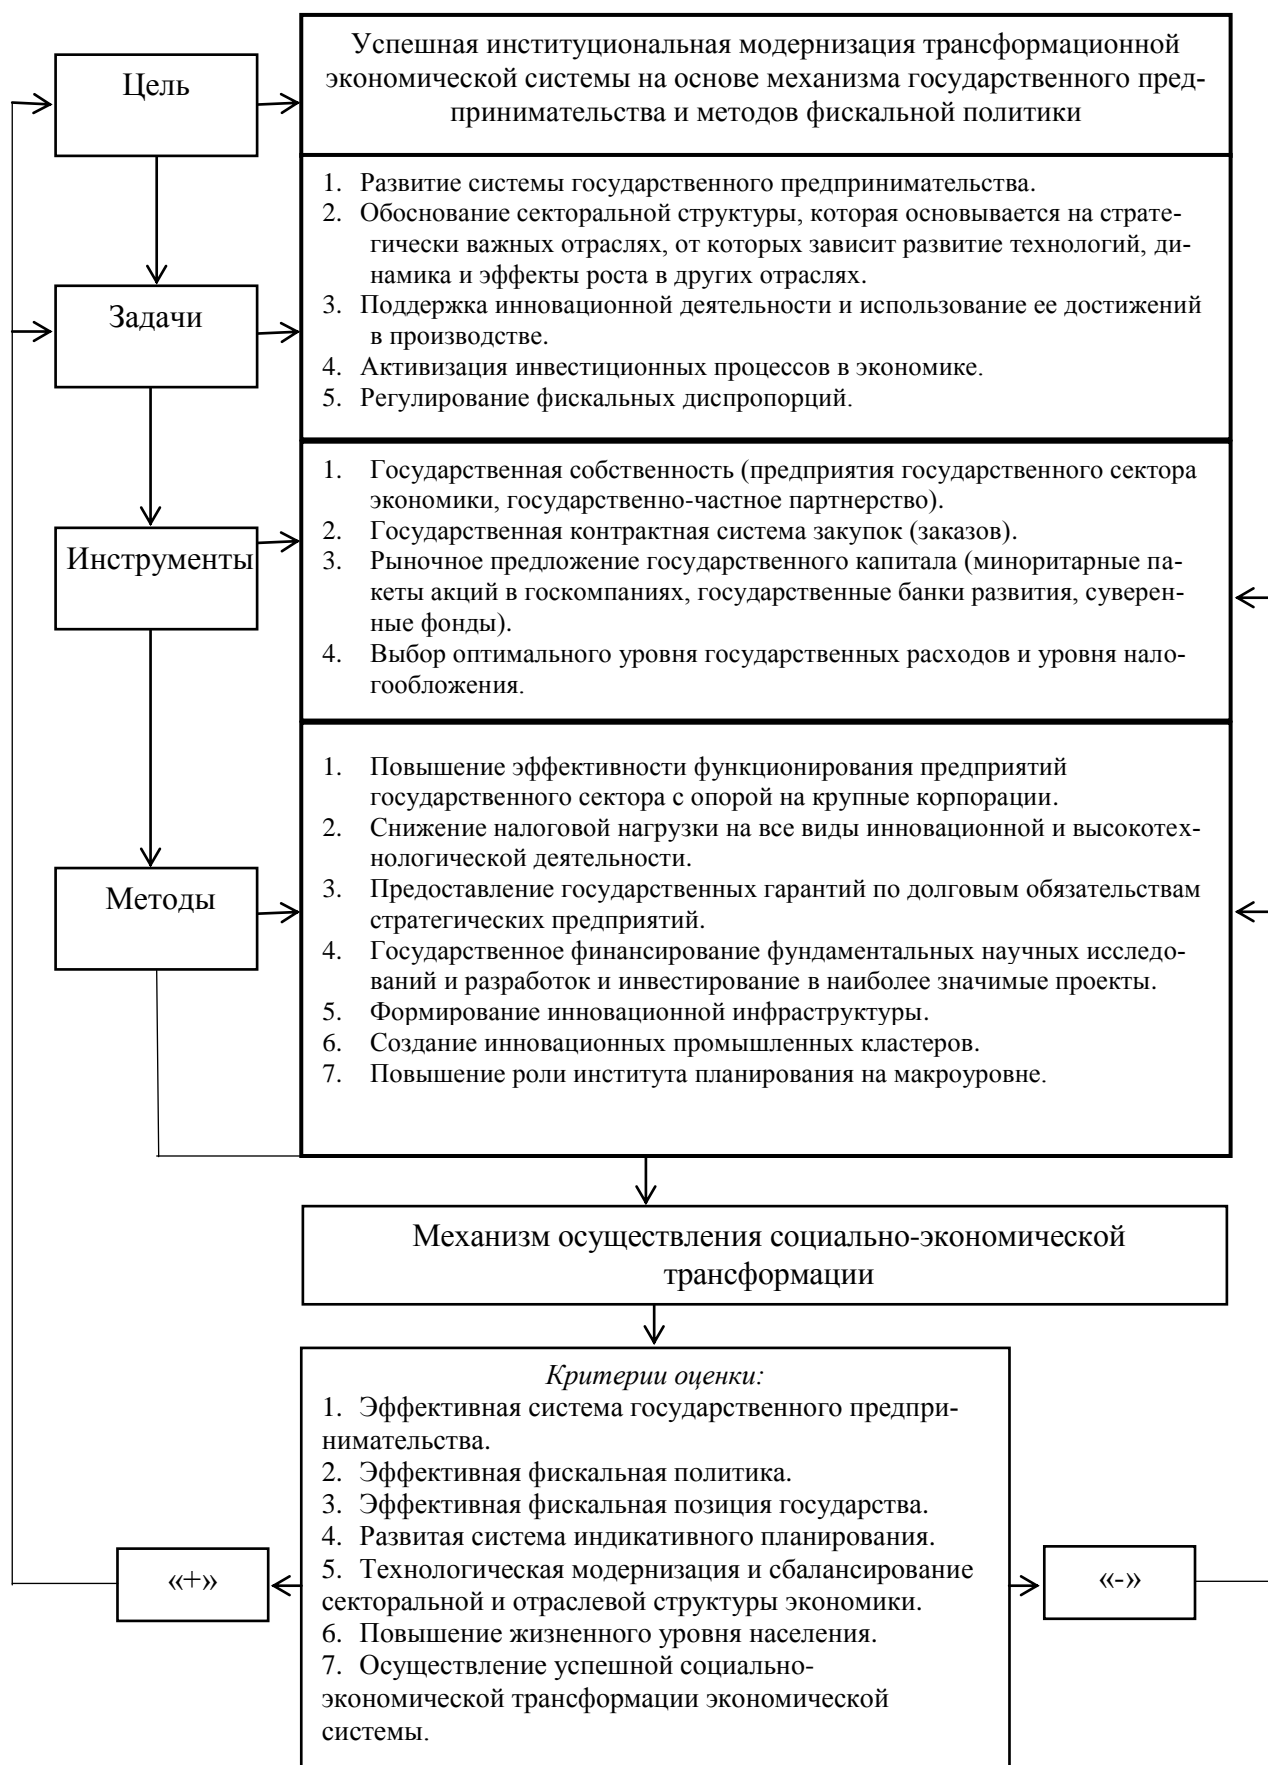 Цель
Успешная институциональная модернизация трансформационной
экономической системы на основе механизма государственного пред-
принимательства и методов фискальной политики
Задачи
1. Развитие системы государственного предпринимательства.
2. Обоснование секторальной структуры, которая основывается на страте-
гически важных отраслях, от которых зависит развитие технологий, ди-
намика и эффекты роста в других отраслях.
3. Поддержка инновационной деятельности и использование ее достижений
в производстве.
4. Активизация инвестиционных процессов в экономике.
5. Регулирование фискальных диспропорций.
Инструменты
1. Государственная собственность (предприятия государственного сектора
экономики, государственно-частное партнерство).
2. Государственная контрактная система закупок (заказов).
3. Рыночное предложение государственного капитала (миноритарные па-
кеты акций в госкомпаниях, государственные банки развития, суверен-
ные фонды).
4. Выбор оптимального уровня государственных расходов и уровня нало-
гообложения.
Методы
1. Повышение эффективности функционирования предприятий
государственного сектора с опорой на крупные корпорации.
2. Снижение налоговой нагрузки на все виды инновационной и высокотех-
нологической деятельности.
3. Предоставление государственных гарантий по долговым обязательствам
стратегических предприятий.
4. Государственное финансирование фундаментальных научных исследо-
ваний и разработок и инвестирование в наиболее значимые проекты.
5. Формирование инновационной инфраструктуры.
6. Создание инновационных промышленных кластеров.
7. Повышение роли института планирования на макроуровне.
Механизм осуществления социально-экономической
трансформации
Критерии оценки:
1. Эффективная система государственного предпри-
нимательства.
2. Эффективная фискальная политика.
3. Эффективная фискальная позиция государства.
4. Развитая система индикативного планирования.
5. Технологическая модернизация и сбалансирование
секторальной и отраслевой структуры экономики.
6. Повышение жизненного уровня населения.
7. Осуществление успешной социально-
экономической трансформации экономической
системы.
«+»
«-»